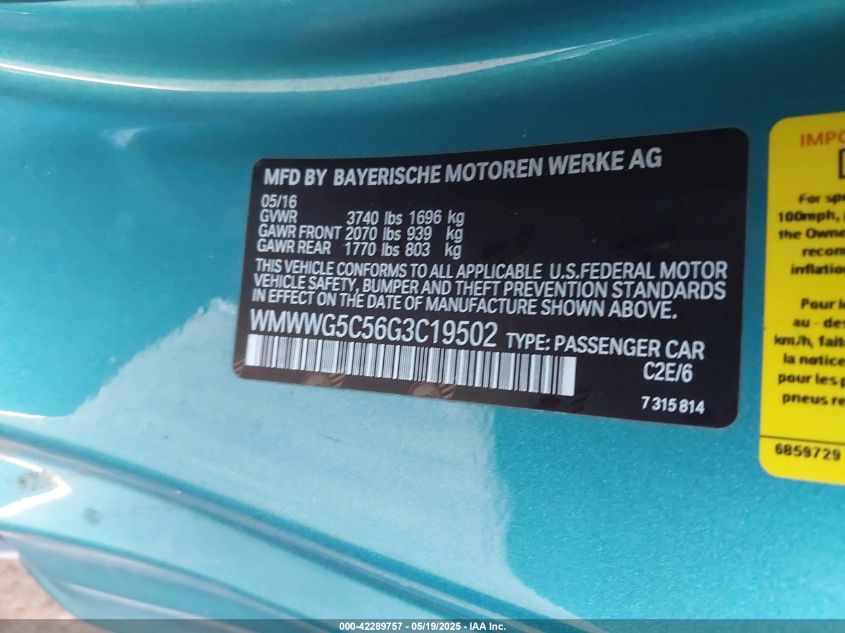 MFD BY BAYERISCHE MOTOREN WERKE AG
05/16
GVWR 3740 lbs 1696 kg
GAWR FRONT 2070 lbs 939 kg
GAWR REAR 1770 lbs 803 kg
THIS VEHICLE CONFORMS TO ALL APPLICABLE U.S.FEDERAL MOTOR
VEHICLE SAFETY, BUMPER AND THEFT PREVENTION STANDARDS
IN EFFECT ON THE DATE OF MANUFACTURE SHOWN ABOVE.
WMWWG5C56G3C19502 TYPE: PASSENGER CAR
C2E/6
7 315 814
For
100mph,
the Owne
recom
inflation
Pour l
au - des
km/h, fait
la notice
pour les p
pneus re
6859729
000-42289757 - 05/19/2025 - IAA Inc.